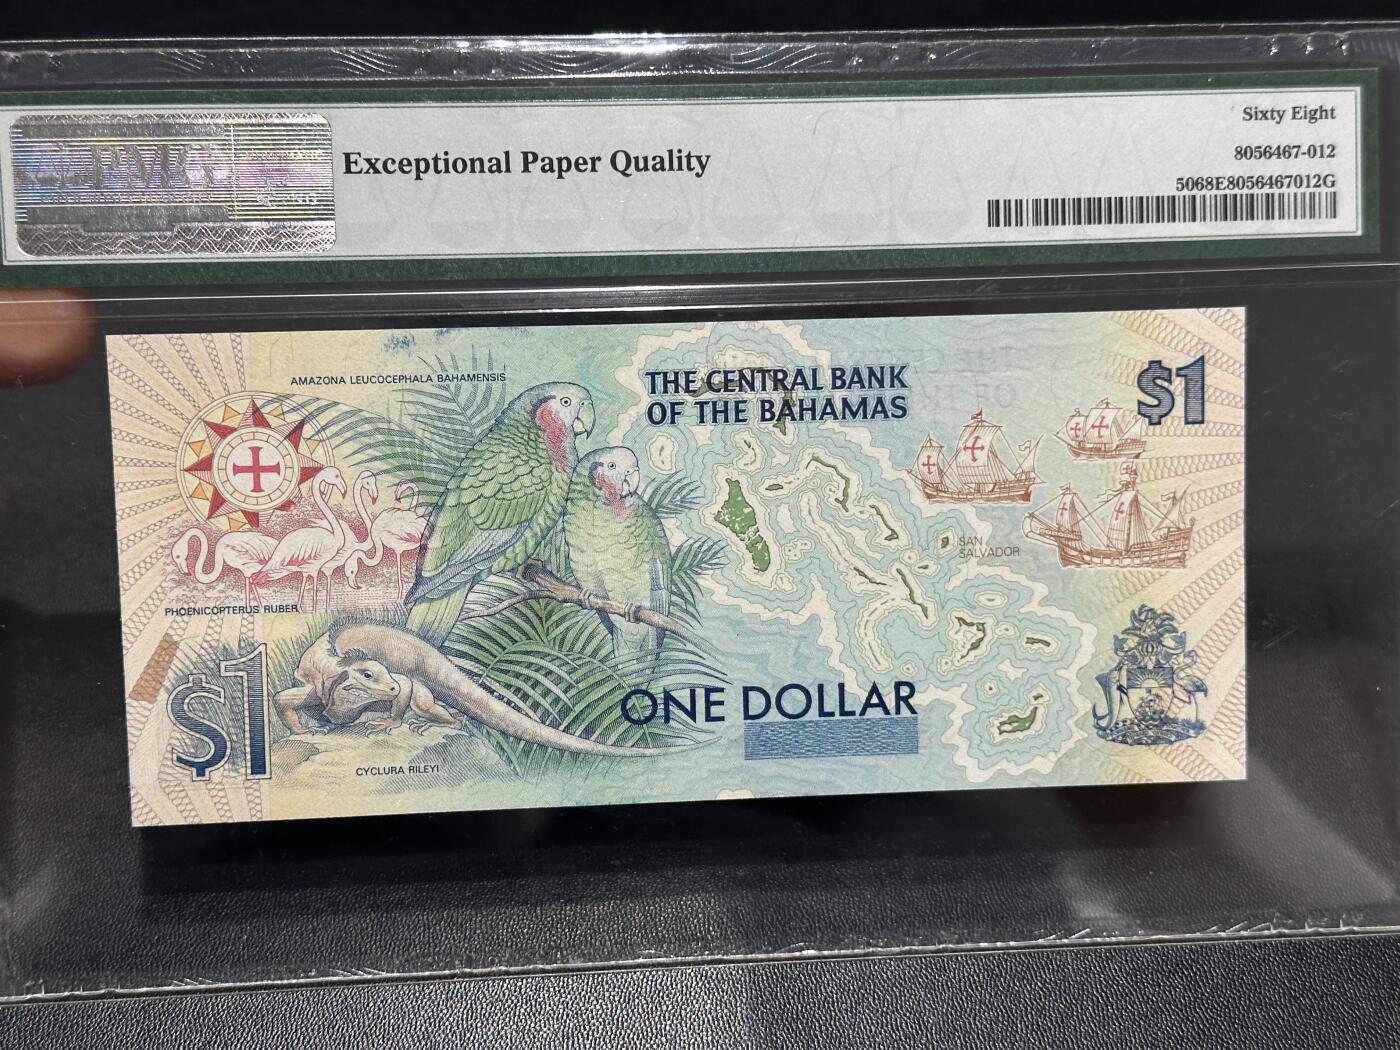 PMG
Exceptional Paper Quality
Sixty Eight
8056467-012
5068E8056467012G
AMAZONA LEUCOCEPHALA BAHAMENSIS
THE CENTRAL BANK
OF THE BAHAMAS
$1
SAN
SALVADOR
PHOENICOPTERUS RUBER
$1
ONE DOLLAR
CYCLURA RILEYI